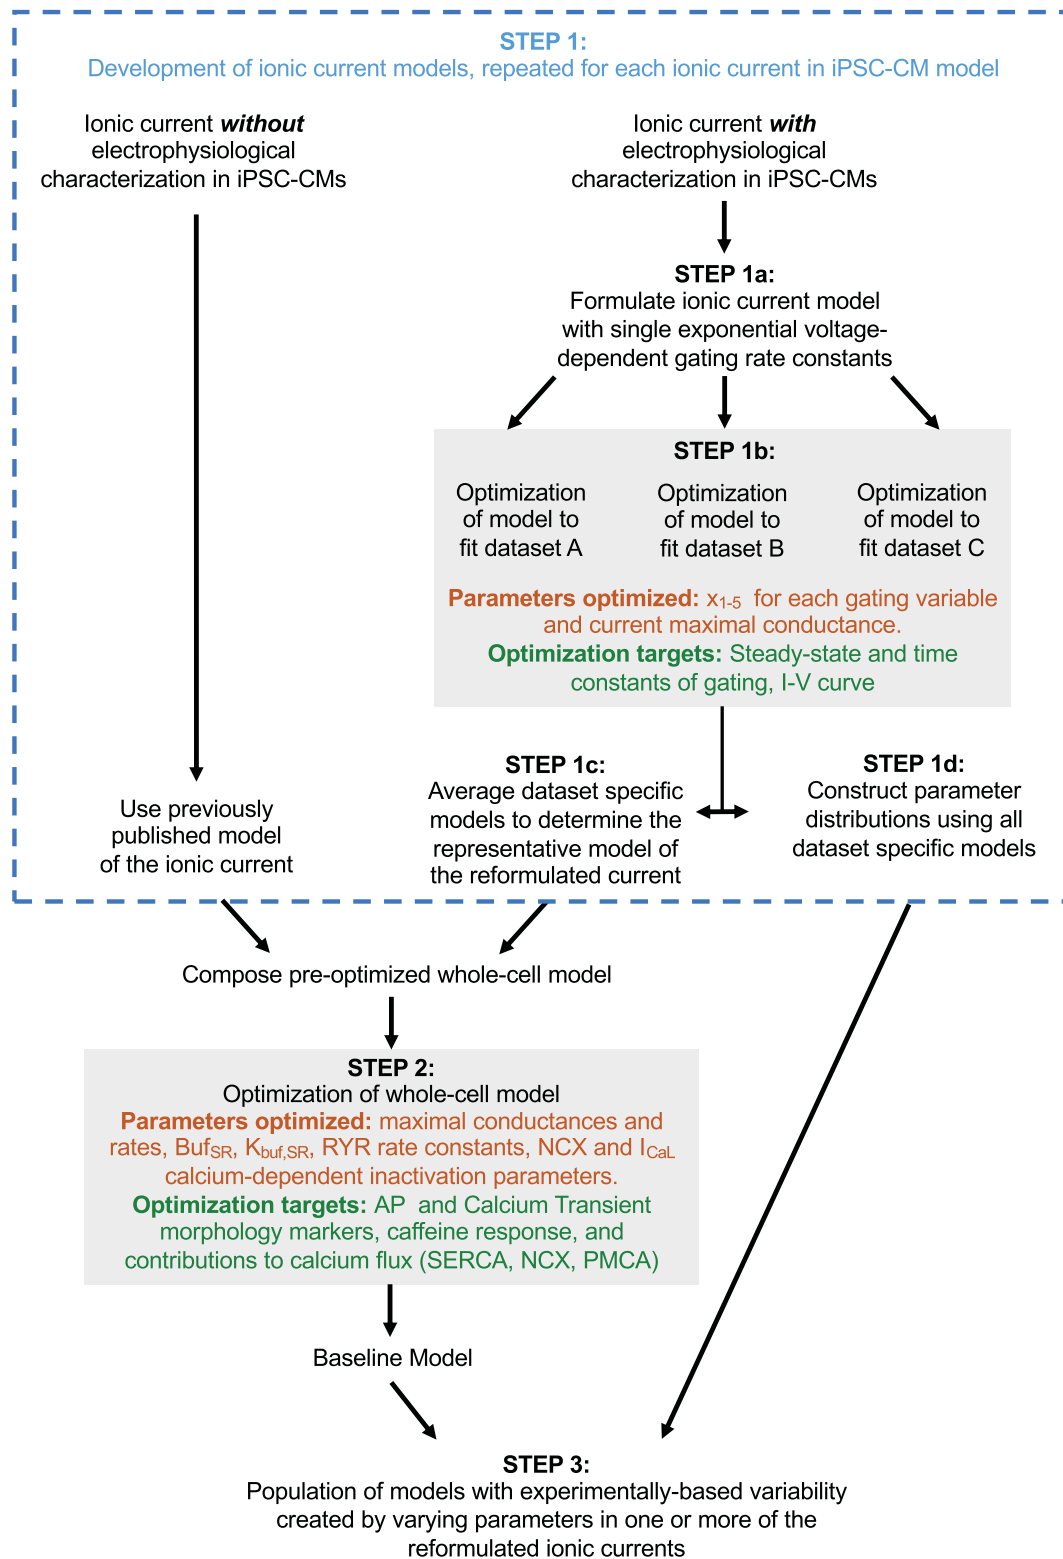 STEP 1:
Development of ionic current models, repeated for each ionic current in iPSC-CM model
Ionic current without
electrophysiological
characterization in iPSC-CMs
Ionic current with
electrophysiological
characterization in iPSC-CMs
STEP 1a:
Formulate ionic current model
with single exponential voltage-
dependent gating rate constants
STEP 1b:
Optimization
of model to
fit dataset A
Optimization
of model to
fit dataset B
Optimization
of model to
fit dataset C
Parameters optimized: x1-5 for each gating variable
and current maximal conductance.
Optimization targets: Steady-state and time
constants of gating, I-V curve
Use previously
published model
of the ionic current
STEP 1c:
Average dataset specific
models to determine the
representative model of
the reformulated current
STEP 1d:
Construct parameter
distributions using all
dataset specific models
Compose pre-optimized whole-cell model
STEP 2:
Optimization of whole-cell model
Parameters optimized: maximal conductances and
rates, BufSR, Kbuf,SR, RYR rate constants, NCX and ICaL
calcium-dependent inactivation parameters.
Optimization targets: AP and Calcium Transient
morphology markers, caffeine response, and
contributions to calcium flux (SERCA, NCX, PMCA)
Baseline Model
STEP 3:
Population of models with experimentally-based variability
created by varying parameters in one or more of the
reformulated ionic currents